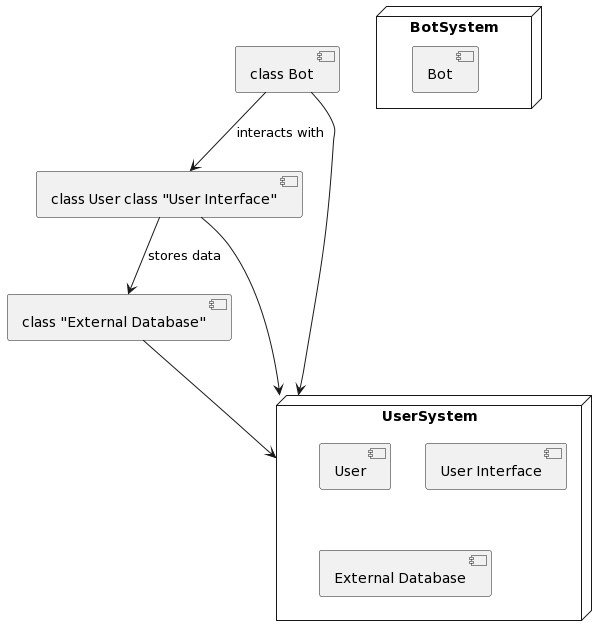 BotSystem
class Bot
Bot
interacts with
class User class "User Interface"
stores data
class "External Database"
UserSystem
User
User Interface
External Database